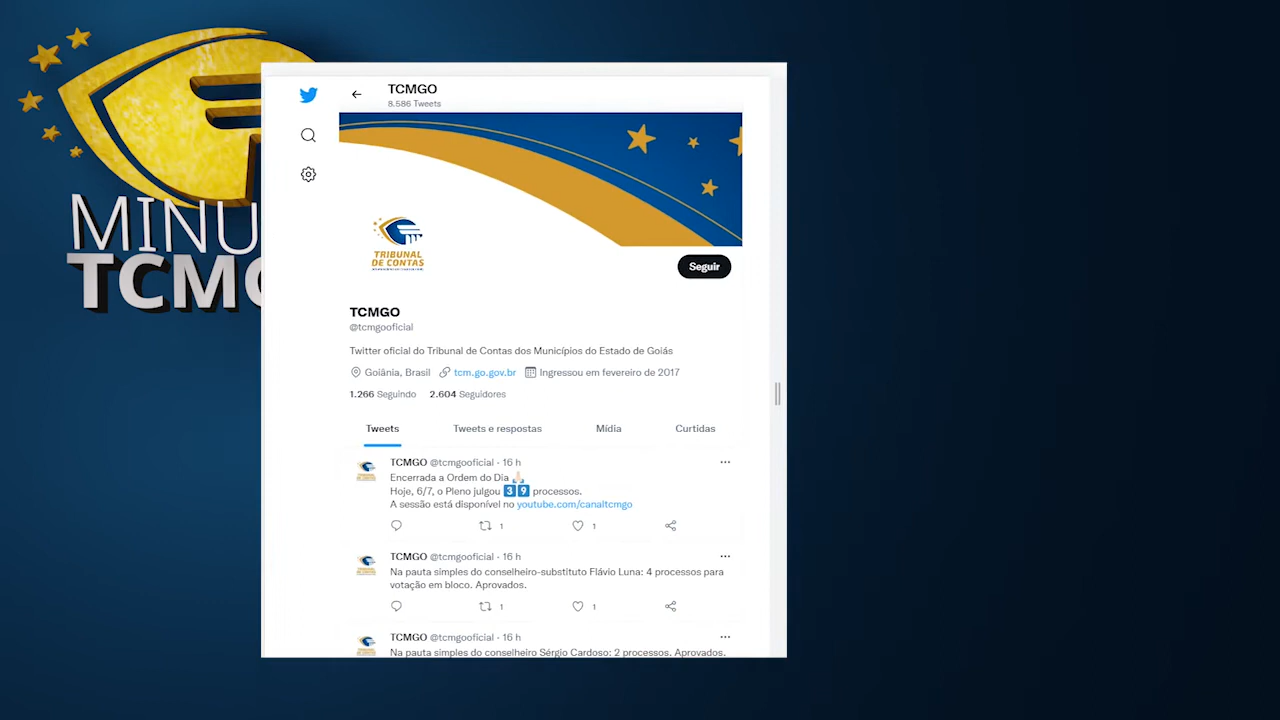 MINU
TCMG
TCMGO
8.586 Tweets
TRIBUNAL
DE CONTAS
Seguir
TCMGO
@tcmgooficial
Twitter oficial do Tribunal de Contas dos Municípios do Estado de Goiás
Goiânia, Brasil tcm.go.gov.br Ingressou em fevereiro de 2017
1.266 Seguindo 2.604 Seguidores
Tweets Tweets e respostas Mídia Curtidas
TCMGO @tcmgooficial · 16 h
Encerrada a Ordem do Dia 🙏🏻
Hoje, 6/7, o Pleno julgou 3️⃣9️⃣ processos.
A sessão está disponível no youtube.com/canaltcmgo
1 1
TCMGO @tcmgooficial · 16 h
Na pauta simples do conselheiro-substituto Flávio Luna: 4 processos para
votação em bloco. Aprovados.
1 1
TCMGO @tcmgooficial · 16 h
Na pauta simples do conselheiro Sérgio Cardoso: 2 processos. Aprovados.